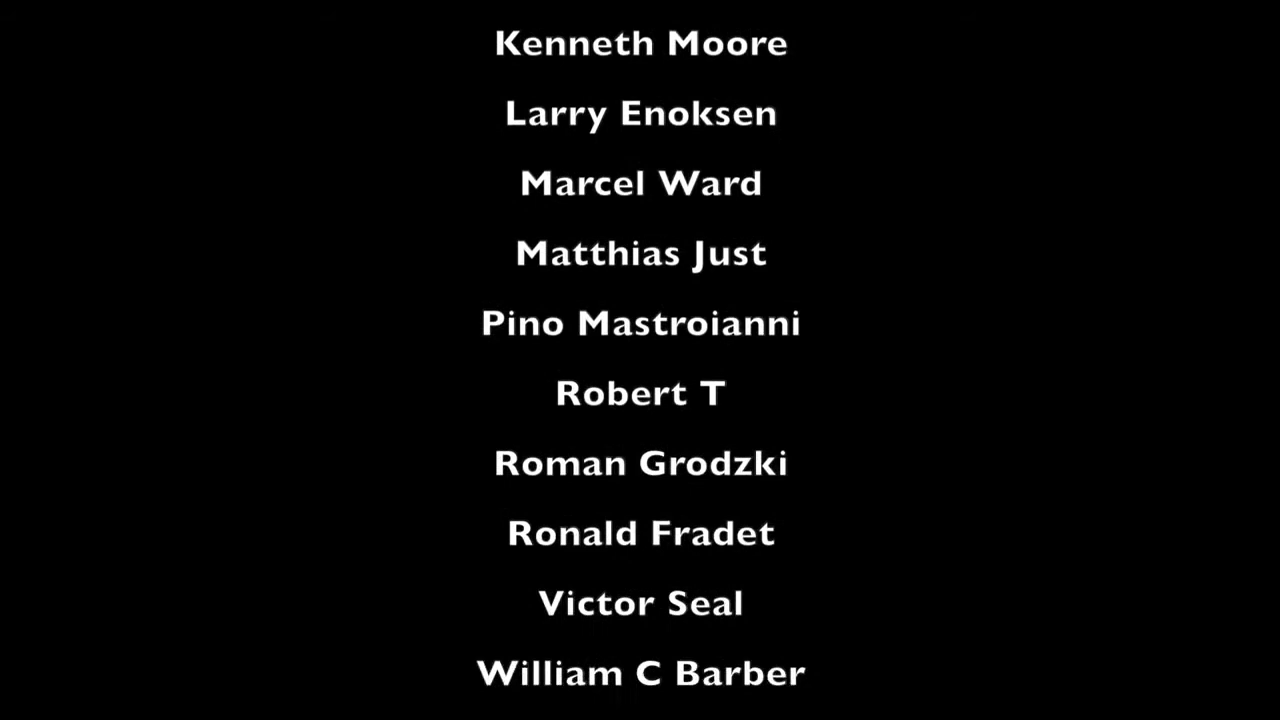 Kenneth Moore
Larry Enoksen
Marcel Ward
Matthias Just
Pino Mastroianni
Robert T
Roman Grodzki
Ronald Fradet
Victor Seal
William C Barber